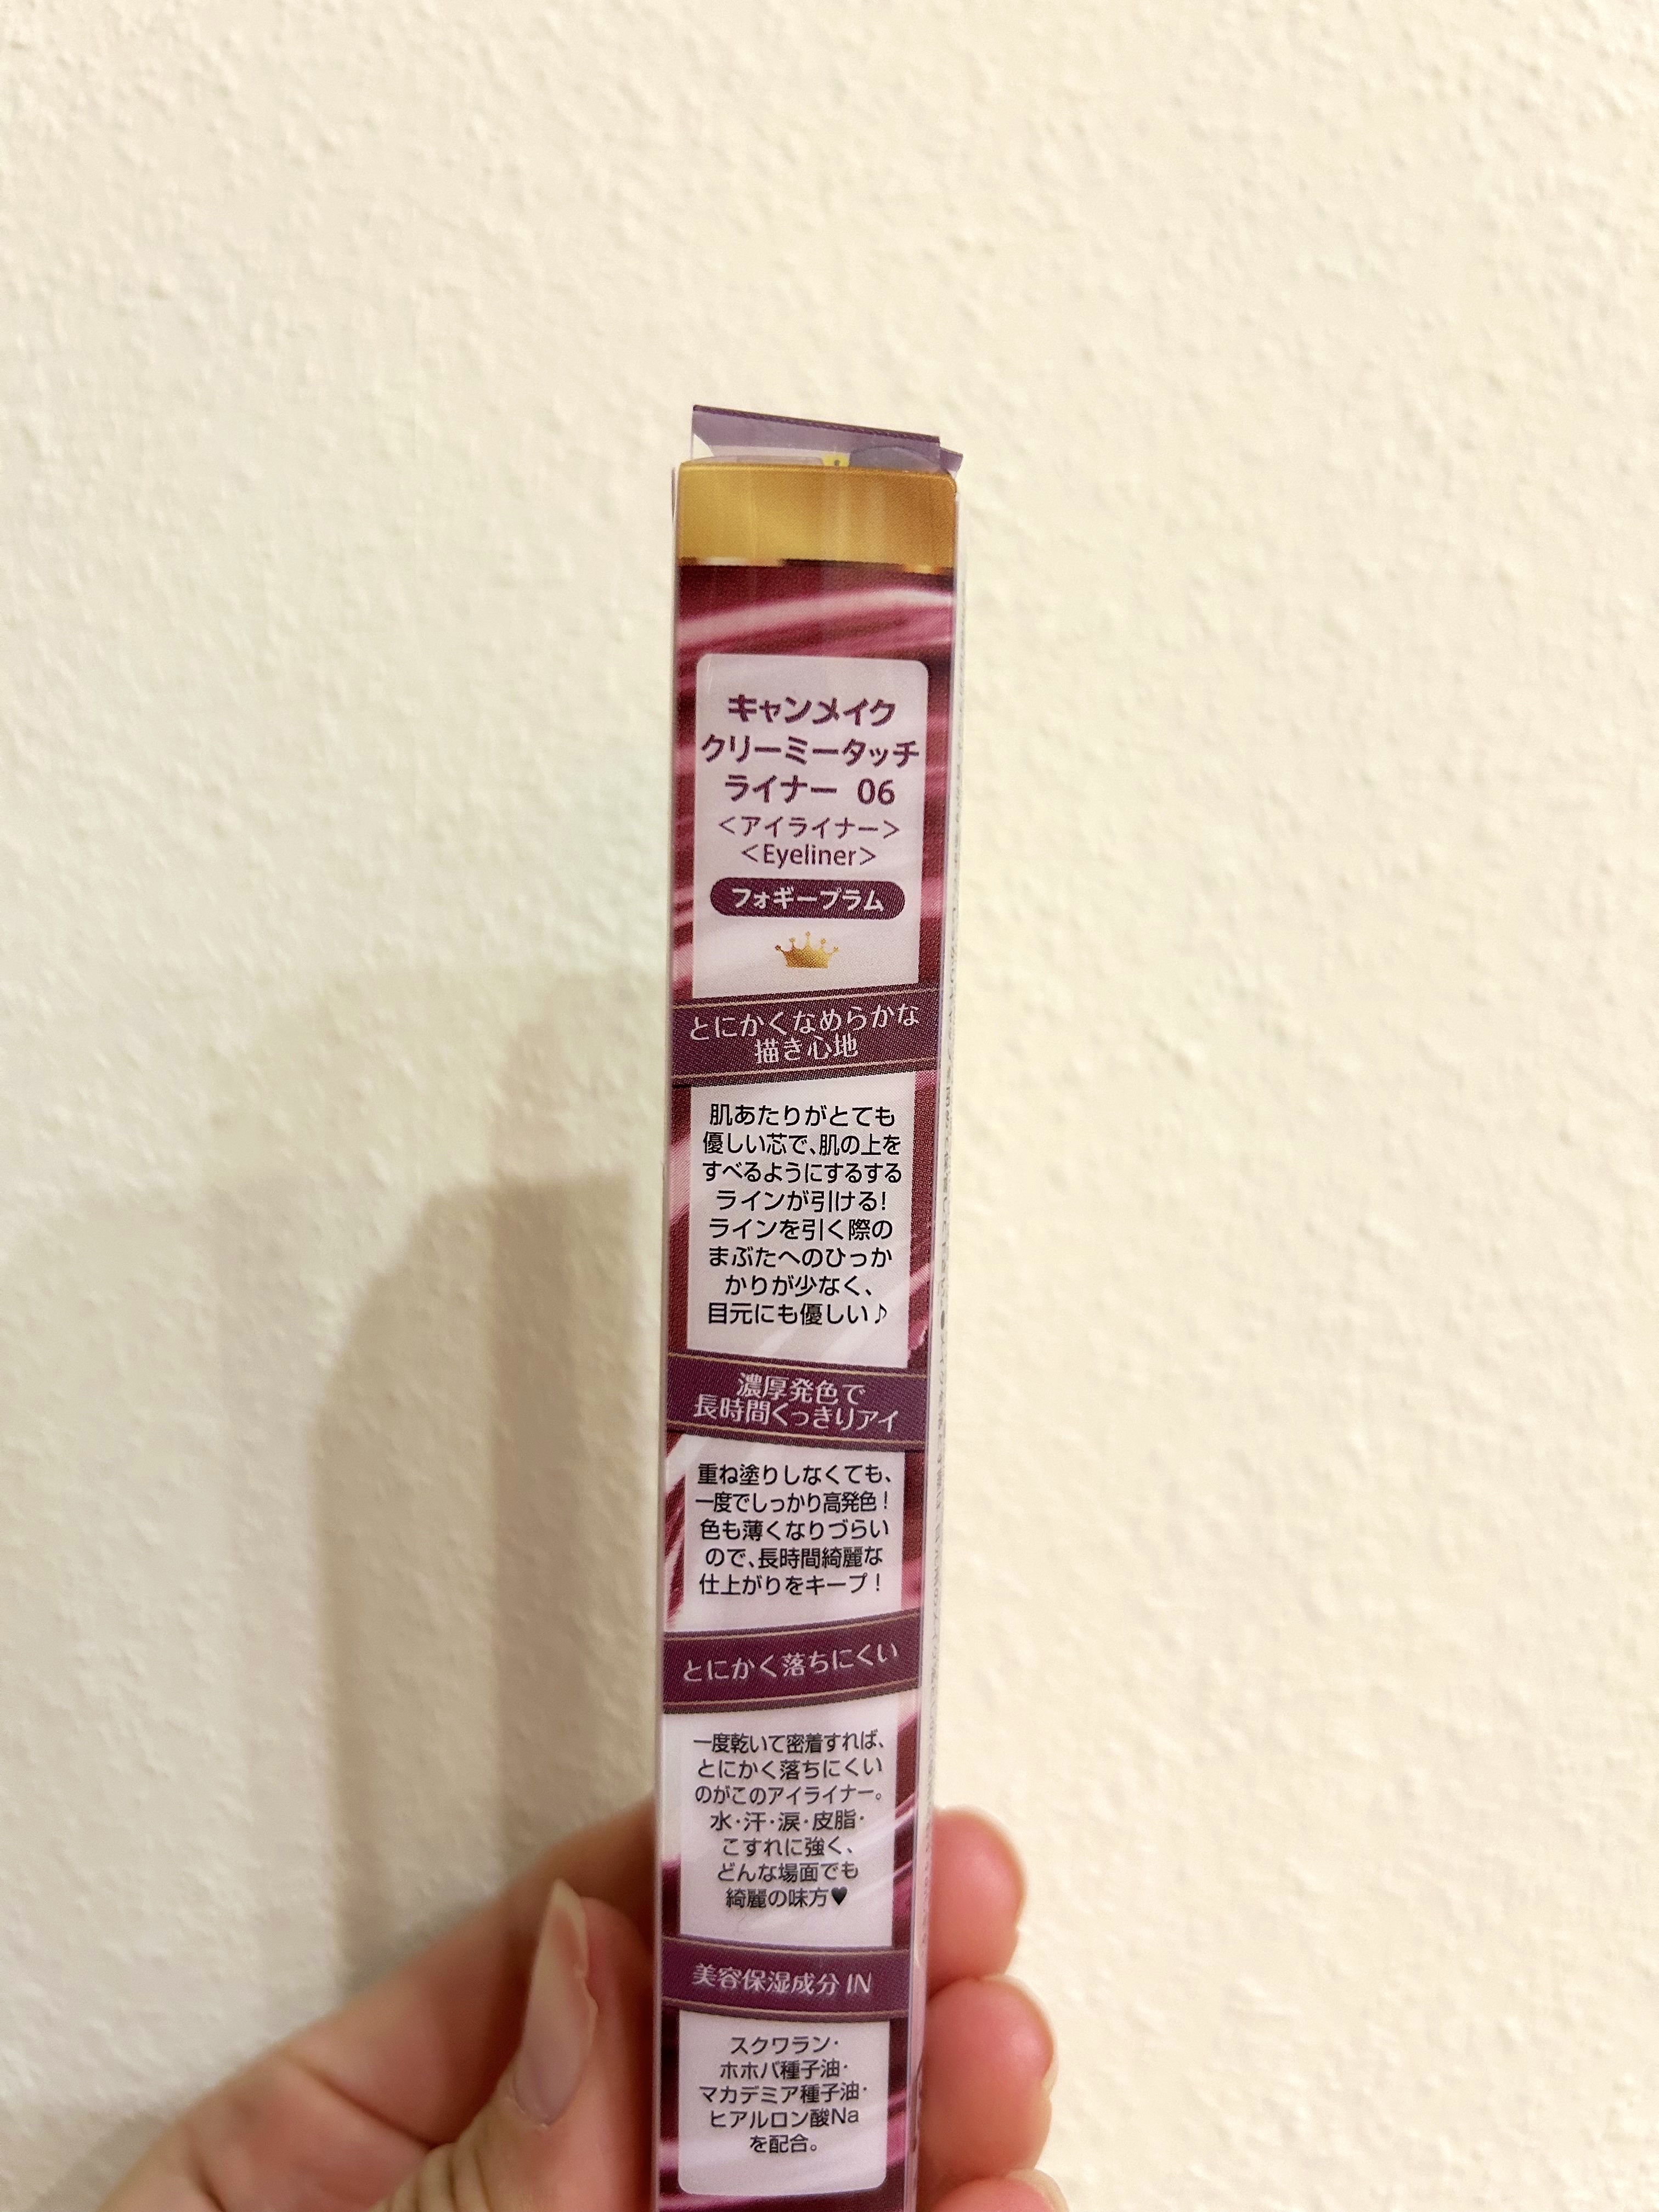 キャンメイク
クリーミータッチ
ライナー 06
＜アイライナー＞
＜Eyeliner＞
フォギープラム
とにかくなめらかな
描き心地
肌あたりがとても
優しい芯で、肌の上を
すべるようにするする
ラインが引ける!
ラインを引く際の
まぶたへのひっか
かりが少なく、
目元にも優しい♪
濃厚発色で
長時間くっきりアイ
重ね塗りしなくても、
一度でしっかり高発色!
色も薄くなりづらい
ので、長時間綺麗な
仕上がりをキープ!
とにかく落ちにくい
一度乾いて密着すれば、
とにかく落ちにくい
のがこのアイライナー。
水・汗・涙・皮脂・
こすれに強く、
どんな場面でも
綺麗の味方♥
美容保湿成分 IN
スクワラン・
ホホバ種子油・
マカデミア種子油・
ヒアルロン酸Na
を配合。